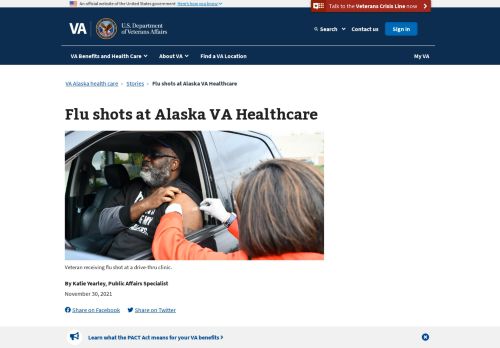 An official website of the United States government Here's how you know
Talk to the Veterans Crisis Line now
VA
U.S. Department
of Veterans Affairs
Search
Contact us
Sign in
VA Benefits and Health Care
About VA
Find a VA Location
My VA
VA Alaska health care › Stories › Flu shots at Alaska VA Healthcare
Flu shots at Alaska VA Healthcare
Veteran receiving flu shot at a drive-thru clinic.
By Katie Yearley, Public Affairs Specialist
November 30, 2021
Share on Facebook
Share on Twitter
Learn what the PACT Act means for your VA benefits